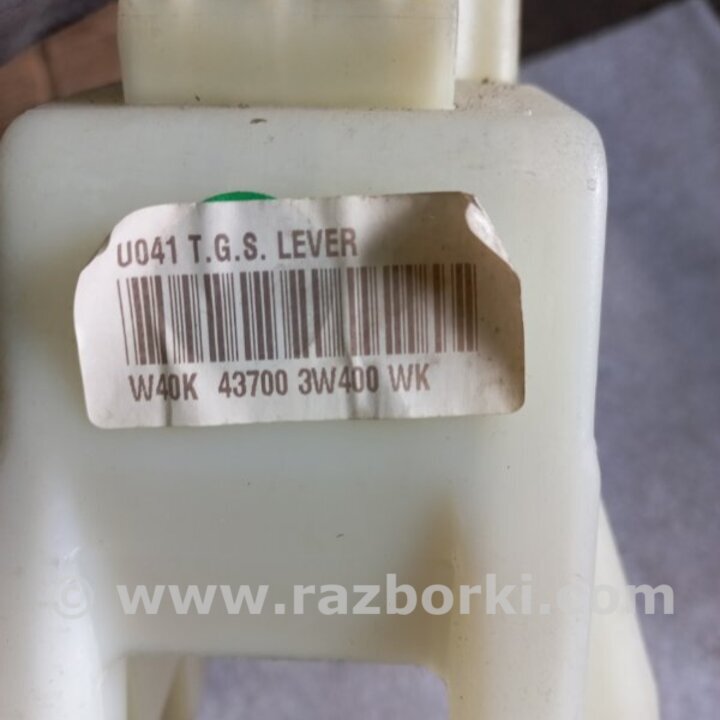 U041 T.G.S. LEVER
W40K 43700 3W400 WK
© www.razborki.com